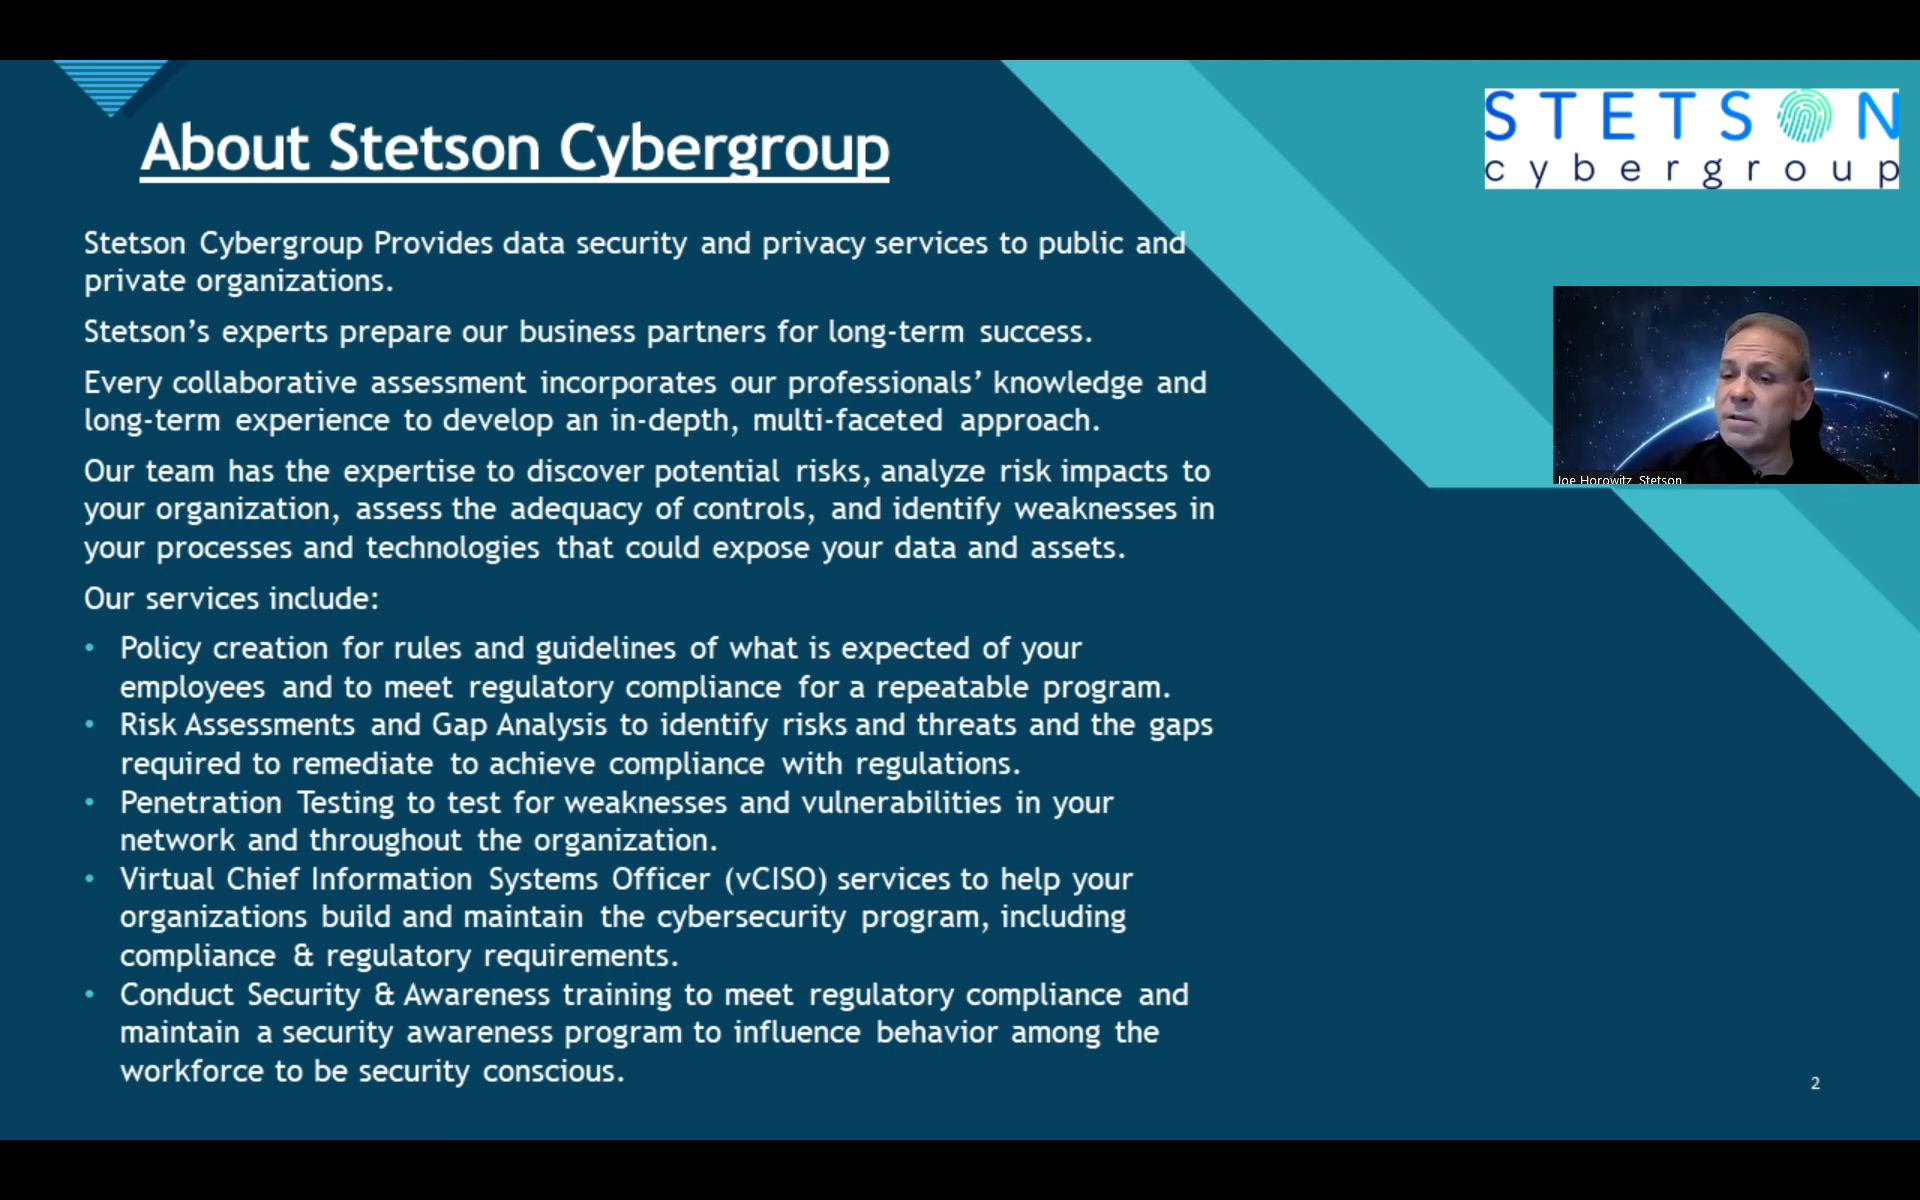 STETSON
cybergroup
About Stetson Cybergroup
Stetson Cybergroup Provides data security and privacy services to public and
private organizations.
Stetson’s experts prepare our business partners for long-term success.
Every collaborative assessment incorporates our professionals’ knowledge and
long-term experience to develop an in-depth, multi-faceted approach.
Our team has the expertise to discover potential risks, analyze risk impacts to
your organization, assess the adequacy of controls, and identify weaknesses in
your processes and technologies that could expose your data and assets.
Our services include:
• Policy creation for rules and guidelines of what is expected of your
employees and to meet regulatory compliance for a repeatable program.
• Risk Assessments and Gap Analysis to identify risks and threats and the gaps
required to remediate to achieve compliance with regulations.
• Penetration Testing to test for weaknesses and vulnerabilities in your
network and throughout the organization.
• Virtual Chief Information Systems Officer (vCISO) services to help your
organizations build and maintain the cybersecurity program, including
compliance & regulatory requirements.
• Conduct Security & Awareness training to meet regulatory compliance and
maintain a security awareness program to influence behavior among the
workforce to be security conscious.
Joe Horowitz, Stetson
2